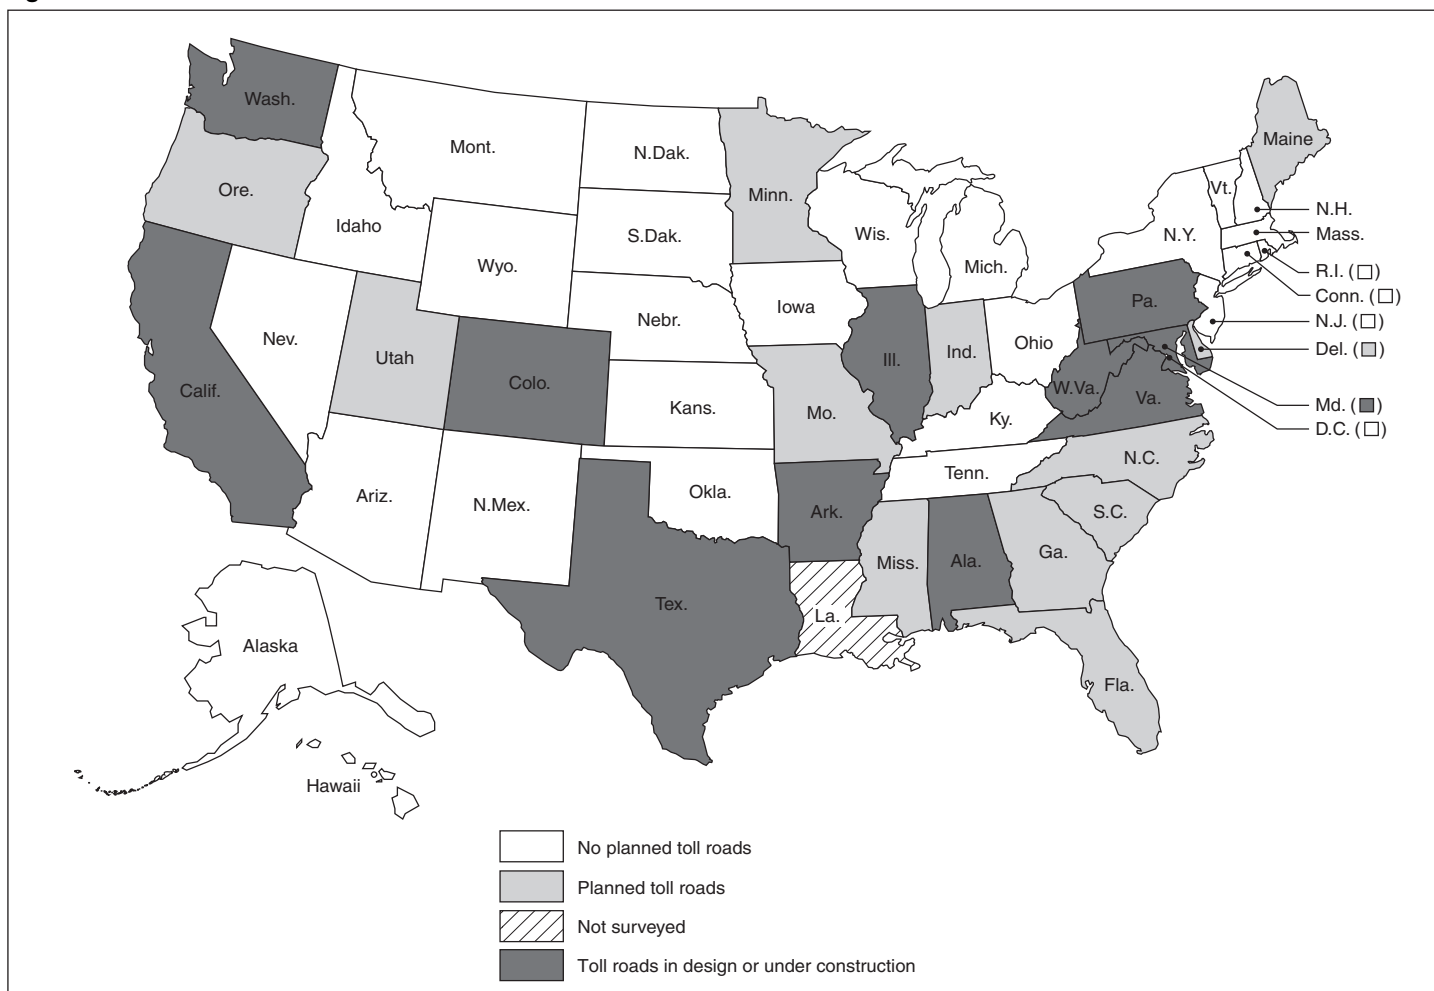 Wash.
Mont.
N.Dak.
Minn.
Maine
Vt.
Ore.
Idaho
S.Dak.
Wis.
Mich.
N.Y.
N.H.
Mass.
R.I. (□)
Conn. (□)
N.J. (□)
Del. (□)
Md. (■)
D.C. (□)
Wyo.
Iowa
Nebr.
Nev.
Utah
Colo.
Calif.
Kans.
Mo.
Ill.
Ind.
Ohio
Pa.
W.Va.
Va.
Ky.
N.C.
Tenn.
S.C.
Ariz.
N.Mex.
Okla.
Ark.
Miss.
Ala.
Ga.
Tex.
La.
Fla.
Alaska
Hawaii
No planned toll roads
Planned toll roads
Not surveyed
Toll roads in design or under construction